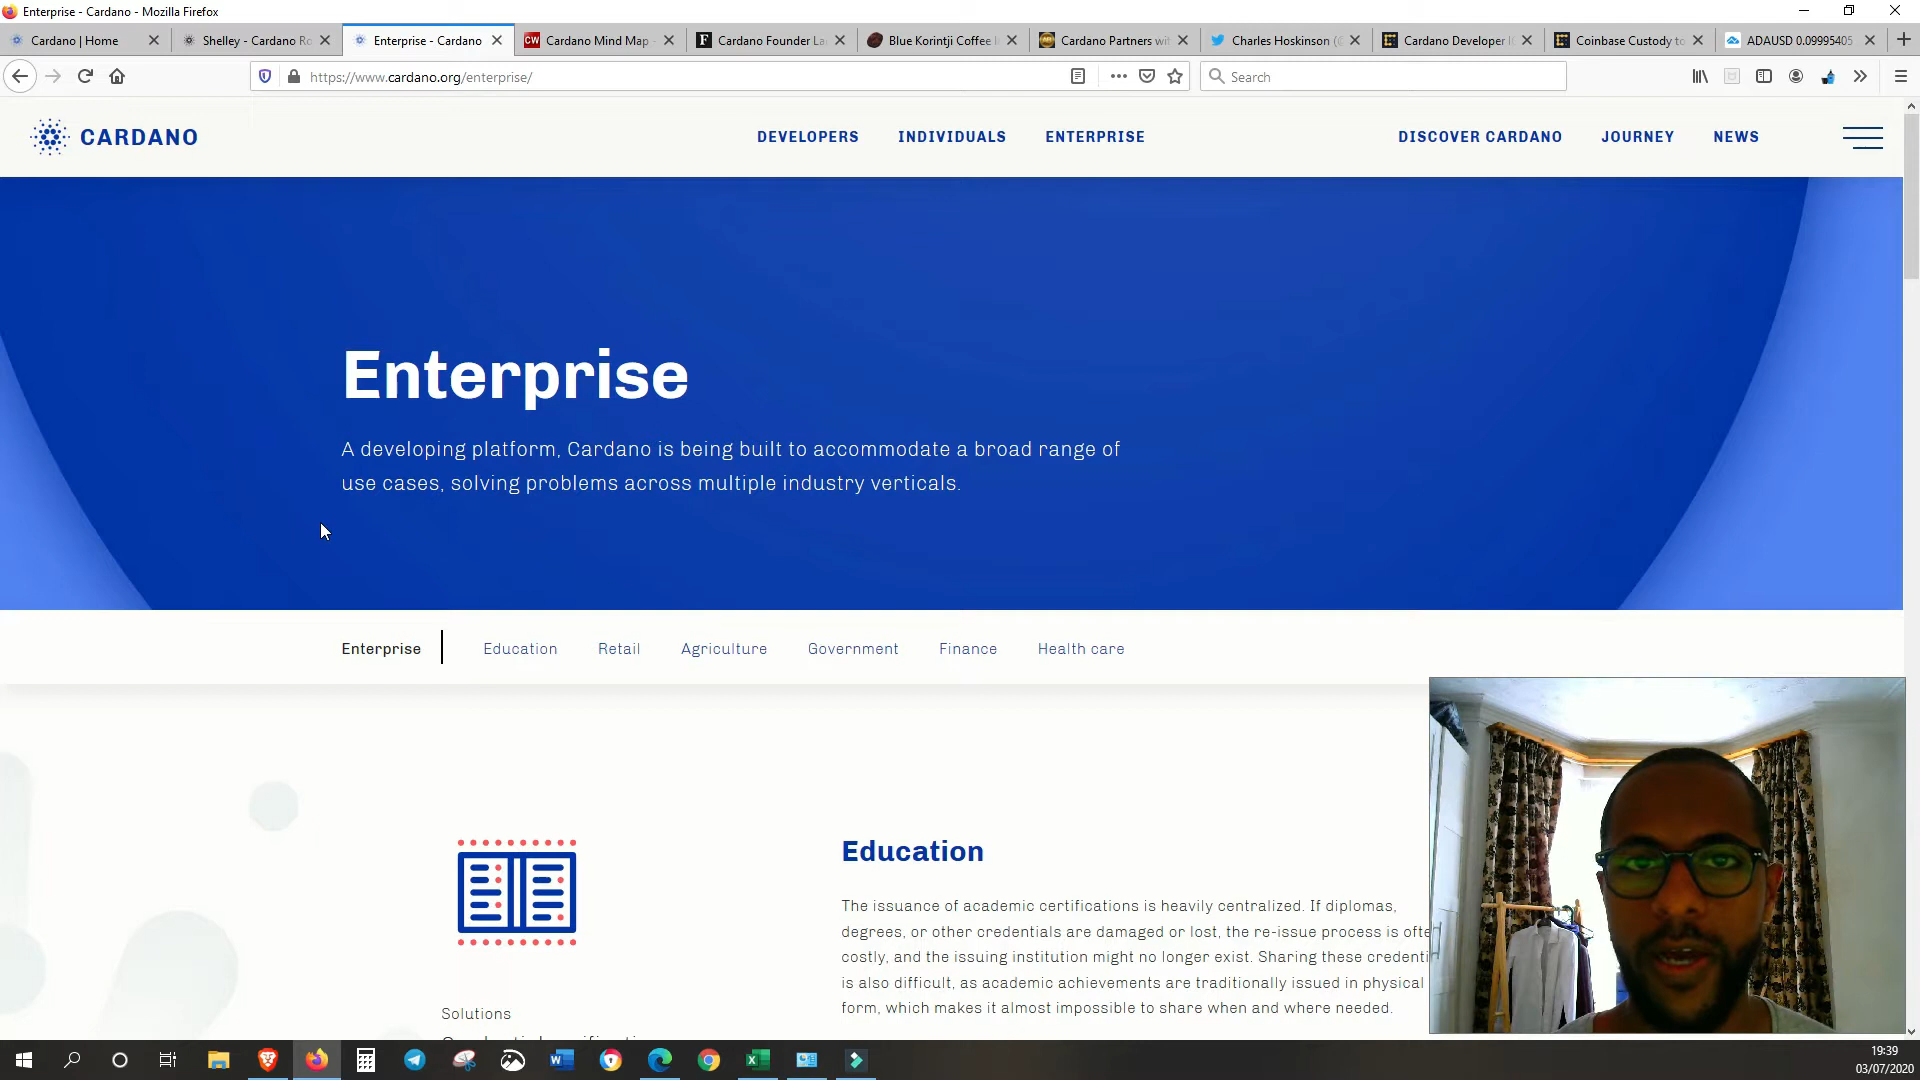 Enterprise - Cardano - Mozilla Firefox
Cardano | Home
Shelley - Cardano Ro
Enterprise - Cardano
CW Cardano Mind Map -
F Cardano Founder La
Blue Korintji Coffee I
Cardano Partners wit
Charles Hoskinson (@
Cardano Developer I
Coinbase Custody to
ADAUSD 0.09995405
https://www.cardano.org/enterprise/
Search
CARDANO
DEVELOPERS INDIVIDUALS ENTERPRISE DISCOVER CARDANO JOURNEY NEWS
Enterprise
A developing platform, Cardano is being built to accommodate a broad range of
use cases, solving problems across multiple industry verticals.
Enterprise Education Retail Agriculture Government Finance Health care
Education
The issuance of academic certifications is heavily centralized. If diplomas,
degrees, or other credentials are damaged or lost, the re-issue process is ofte
costly, and the issuing institution might no longer exist. Sharing these credenti
is also difficult, as academic achievements are traditionally issued in physical
form, which makes it almost impossible to share when and where needed.
Solutions
19:39
03/07/2020